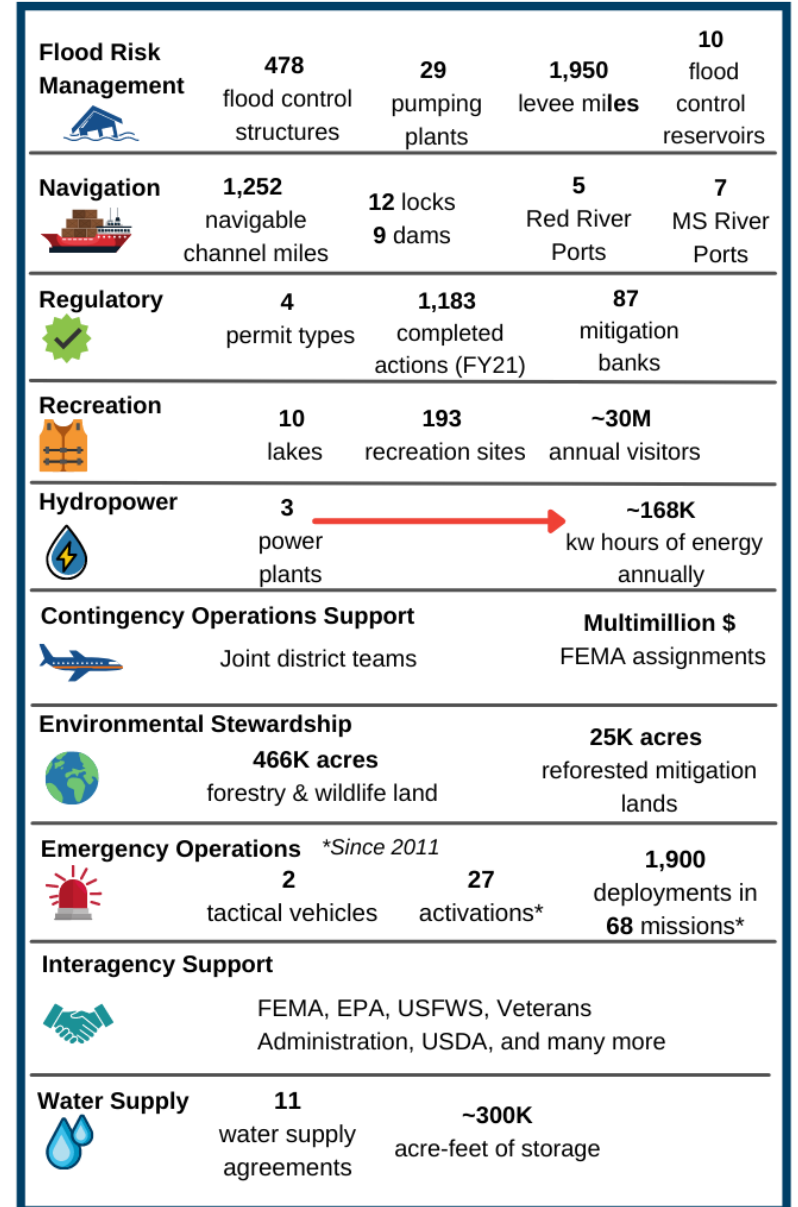 Flood Risk
Management
478
flood control
structures
29
pumping
plants
1,950
levee miles
10
flood
control
reservoirs
Navigation
1,252
navigable
channel miles
12 locks
9 dams
5
Red River
Ports
7
MS River
Ports
Regulatory
4
permit types
1,183
completed
actions (FY21)
87
mitigation
banks
Recreation
10
lakes
193
recreation sites
~30M
annual visitors
Hydropower
3
power
plants
~168K
kw hours of energy
annually
Contingency Operations Support
Joint district teams
Multimillion $
FEMA assignments
Environmental Stewardship
466K acres
forestry & wildlife land
25K acres
reforested mitigation
lands
Emergency Operations *Since 2011
2
tactical vehicles
27
activations*
1,900
deployments in
68 missions*
Interagency Support
FEMA, EPA, USFWS, Veterans
Administration, USDA, and many more
Water Supply
11
water supply
agreements
~300K
acre-feet of storage